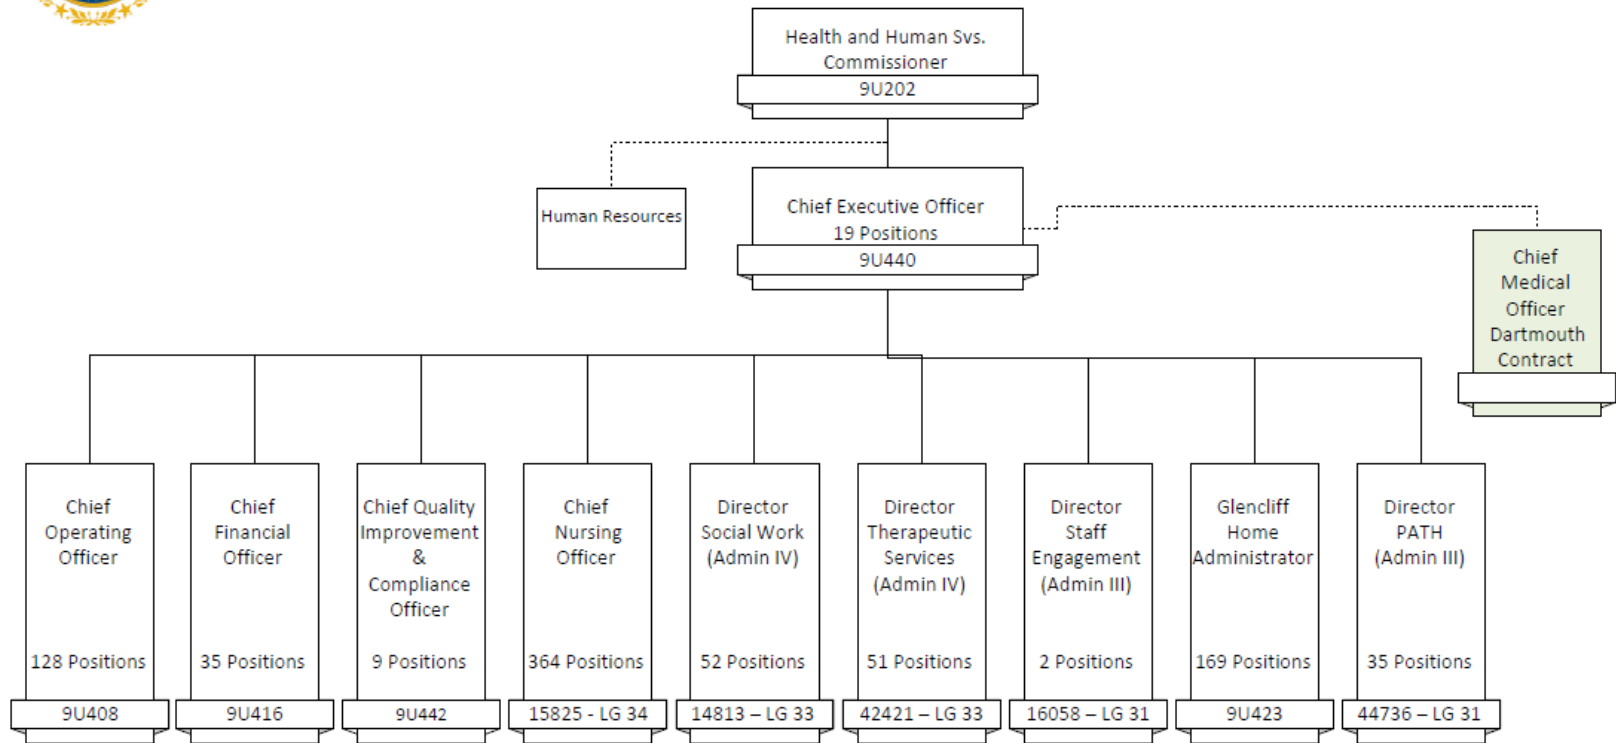 Health and Human Svs.
Commissioner
9U202
Human Resources
Chief Executive Officer
19 Positions
9U440
Chief
Medical
Officer
Dartmouth
Contract
Chief
Operating
Officer
128 Positions
9U408
Chief
Financial
Officer
35 Positions
9U416
Chief Quality
Improvement
&
Compliance
Officer
9 Positions
9U442
Chief
Nursing
Officer
364 Positions
15825 - LG 34
Director
Social Work
(Admin IV)
52 Positions
14813 – LG 33
Director
Therapeutic
Services
(Admin IV)
51 Positions
42421 – LG 33
Director
Staff
Engagement
(Admin III)
2 Positions
16058 – LG 31
Glencliff
Home
Administrator
169 Positions
9U423
Director
PATH
(Admin III)
35 Positions
44736 – LG 31